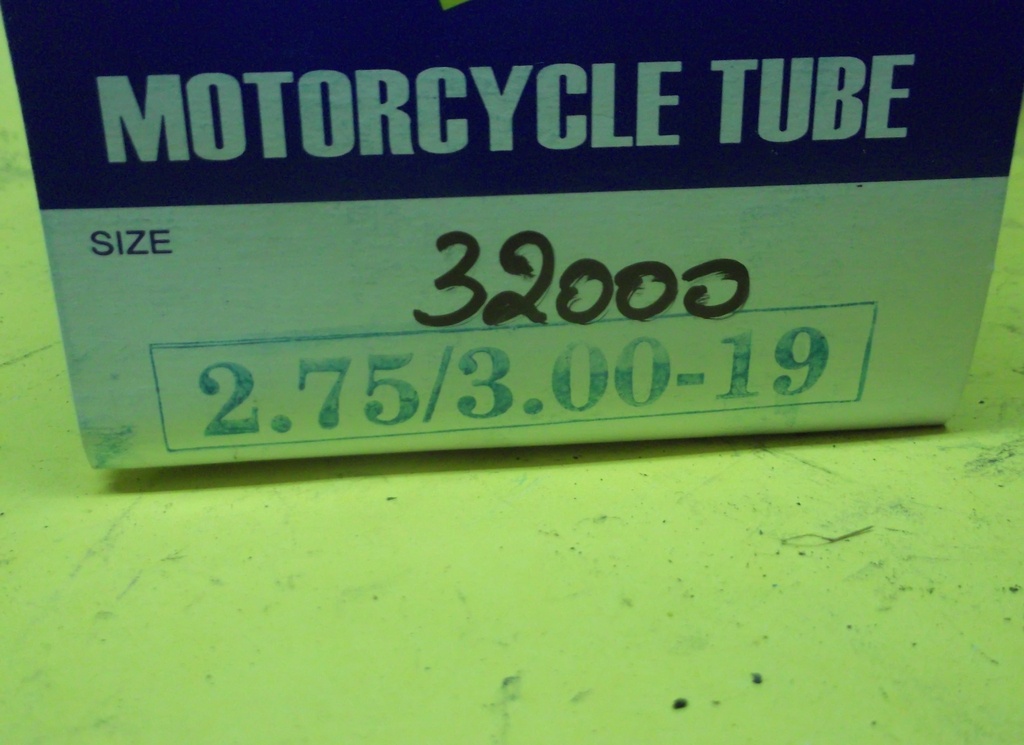 MOTORCYCLE TUBE
SIZE
32000
2.75/3.00-19